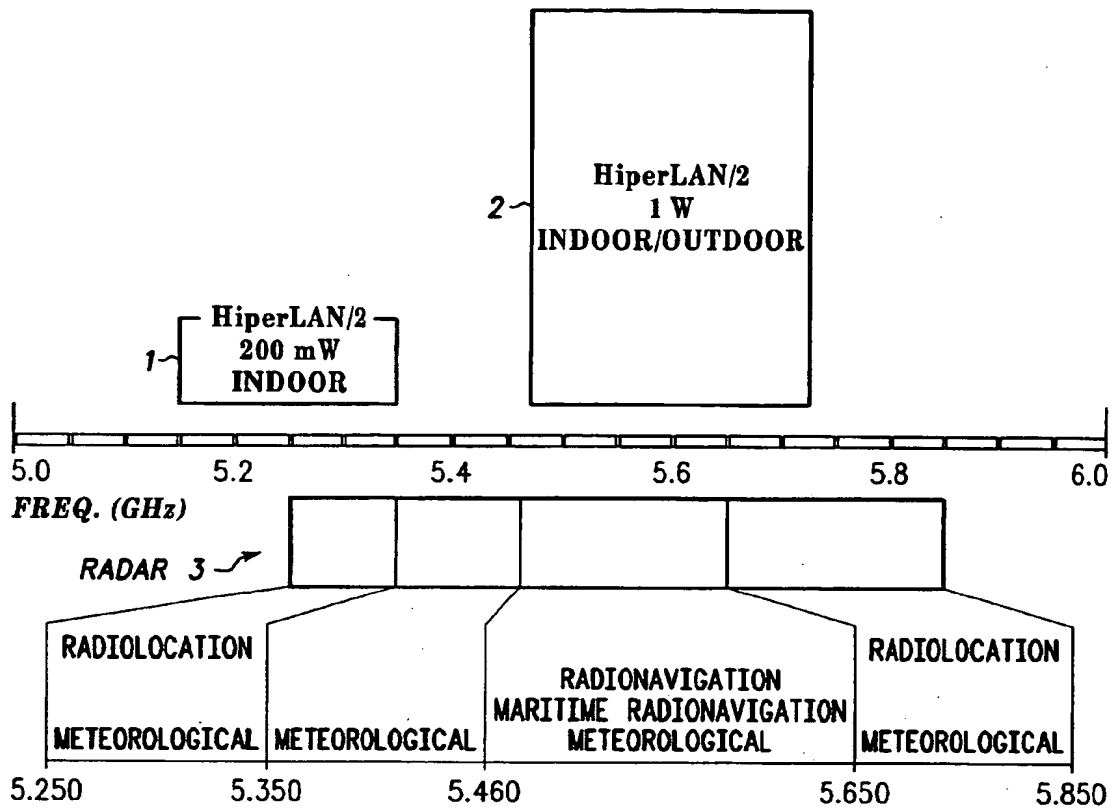 HiperLAN/2
1 W
INDOOR/OUTDOOR
2
HiperLAN/2
200 mW
INDOOR
1
5.0 5.2 5.4 5.6 5.8 6.0
FREQ. (GHz)
RADAR 3
RADIOLOCATION
METEOROLOGICAL
METEOROLOGICAL
RADIONAVIGATION
MARITIME RADIONAVIGATION
METEOROLOGICAL
RADIOLOCATION
METEOROLOGICAL
5.250 5.350 5.460 5.650 5.850